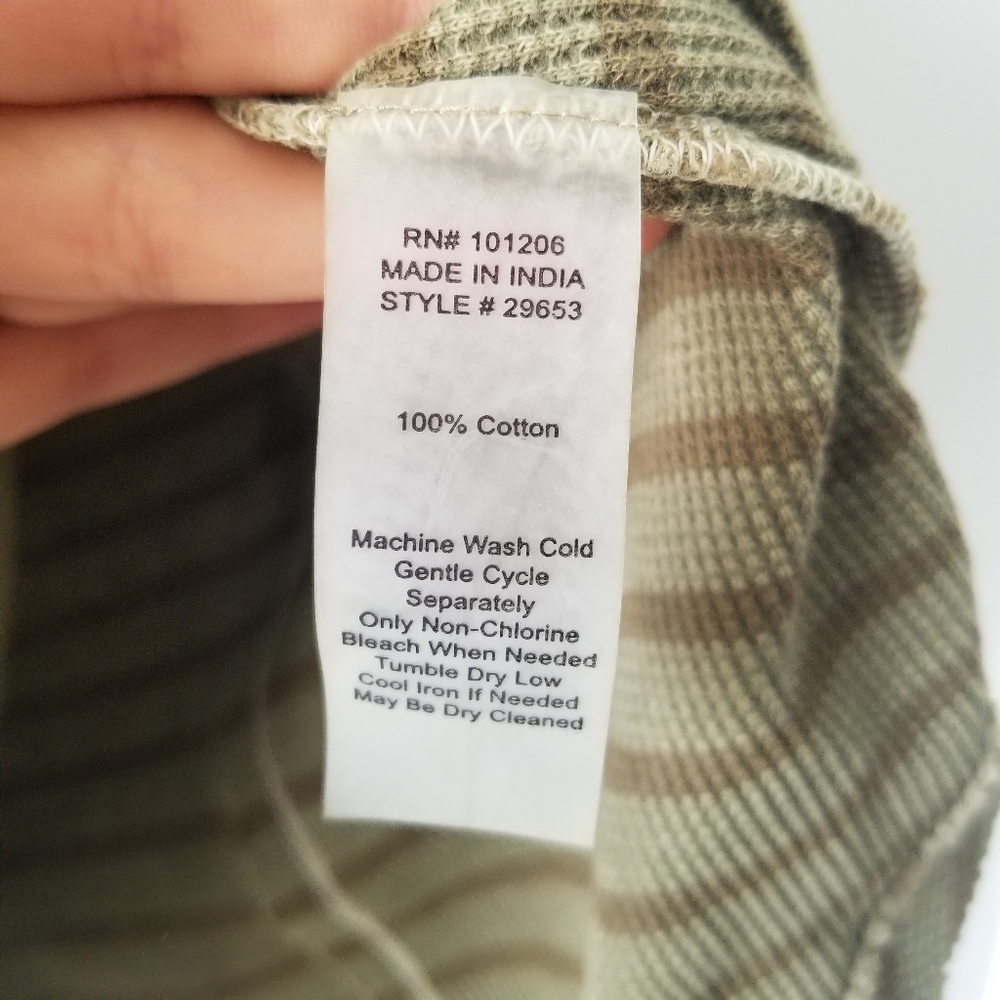 RN# 101206
MADE IN INDIA
STYLE # 29653
100% Cotton
Machine Wash Cold
Gentle Cycle
Separately
Only Non-Chlorine
Bleach When Needed
Tumble Dry Low
Cool Iron If Needed
May Be Dry Cleaned